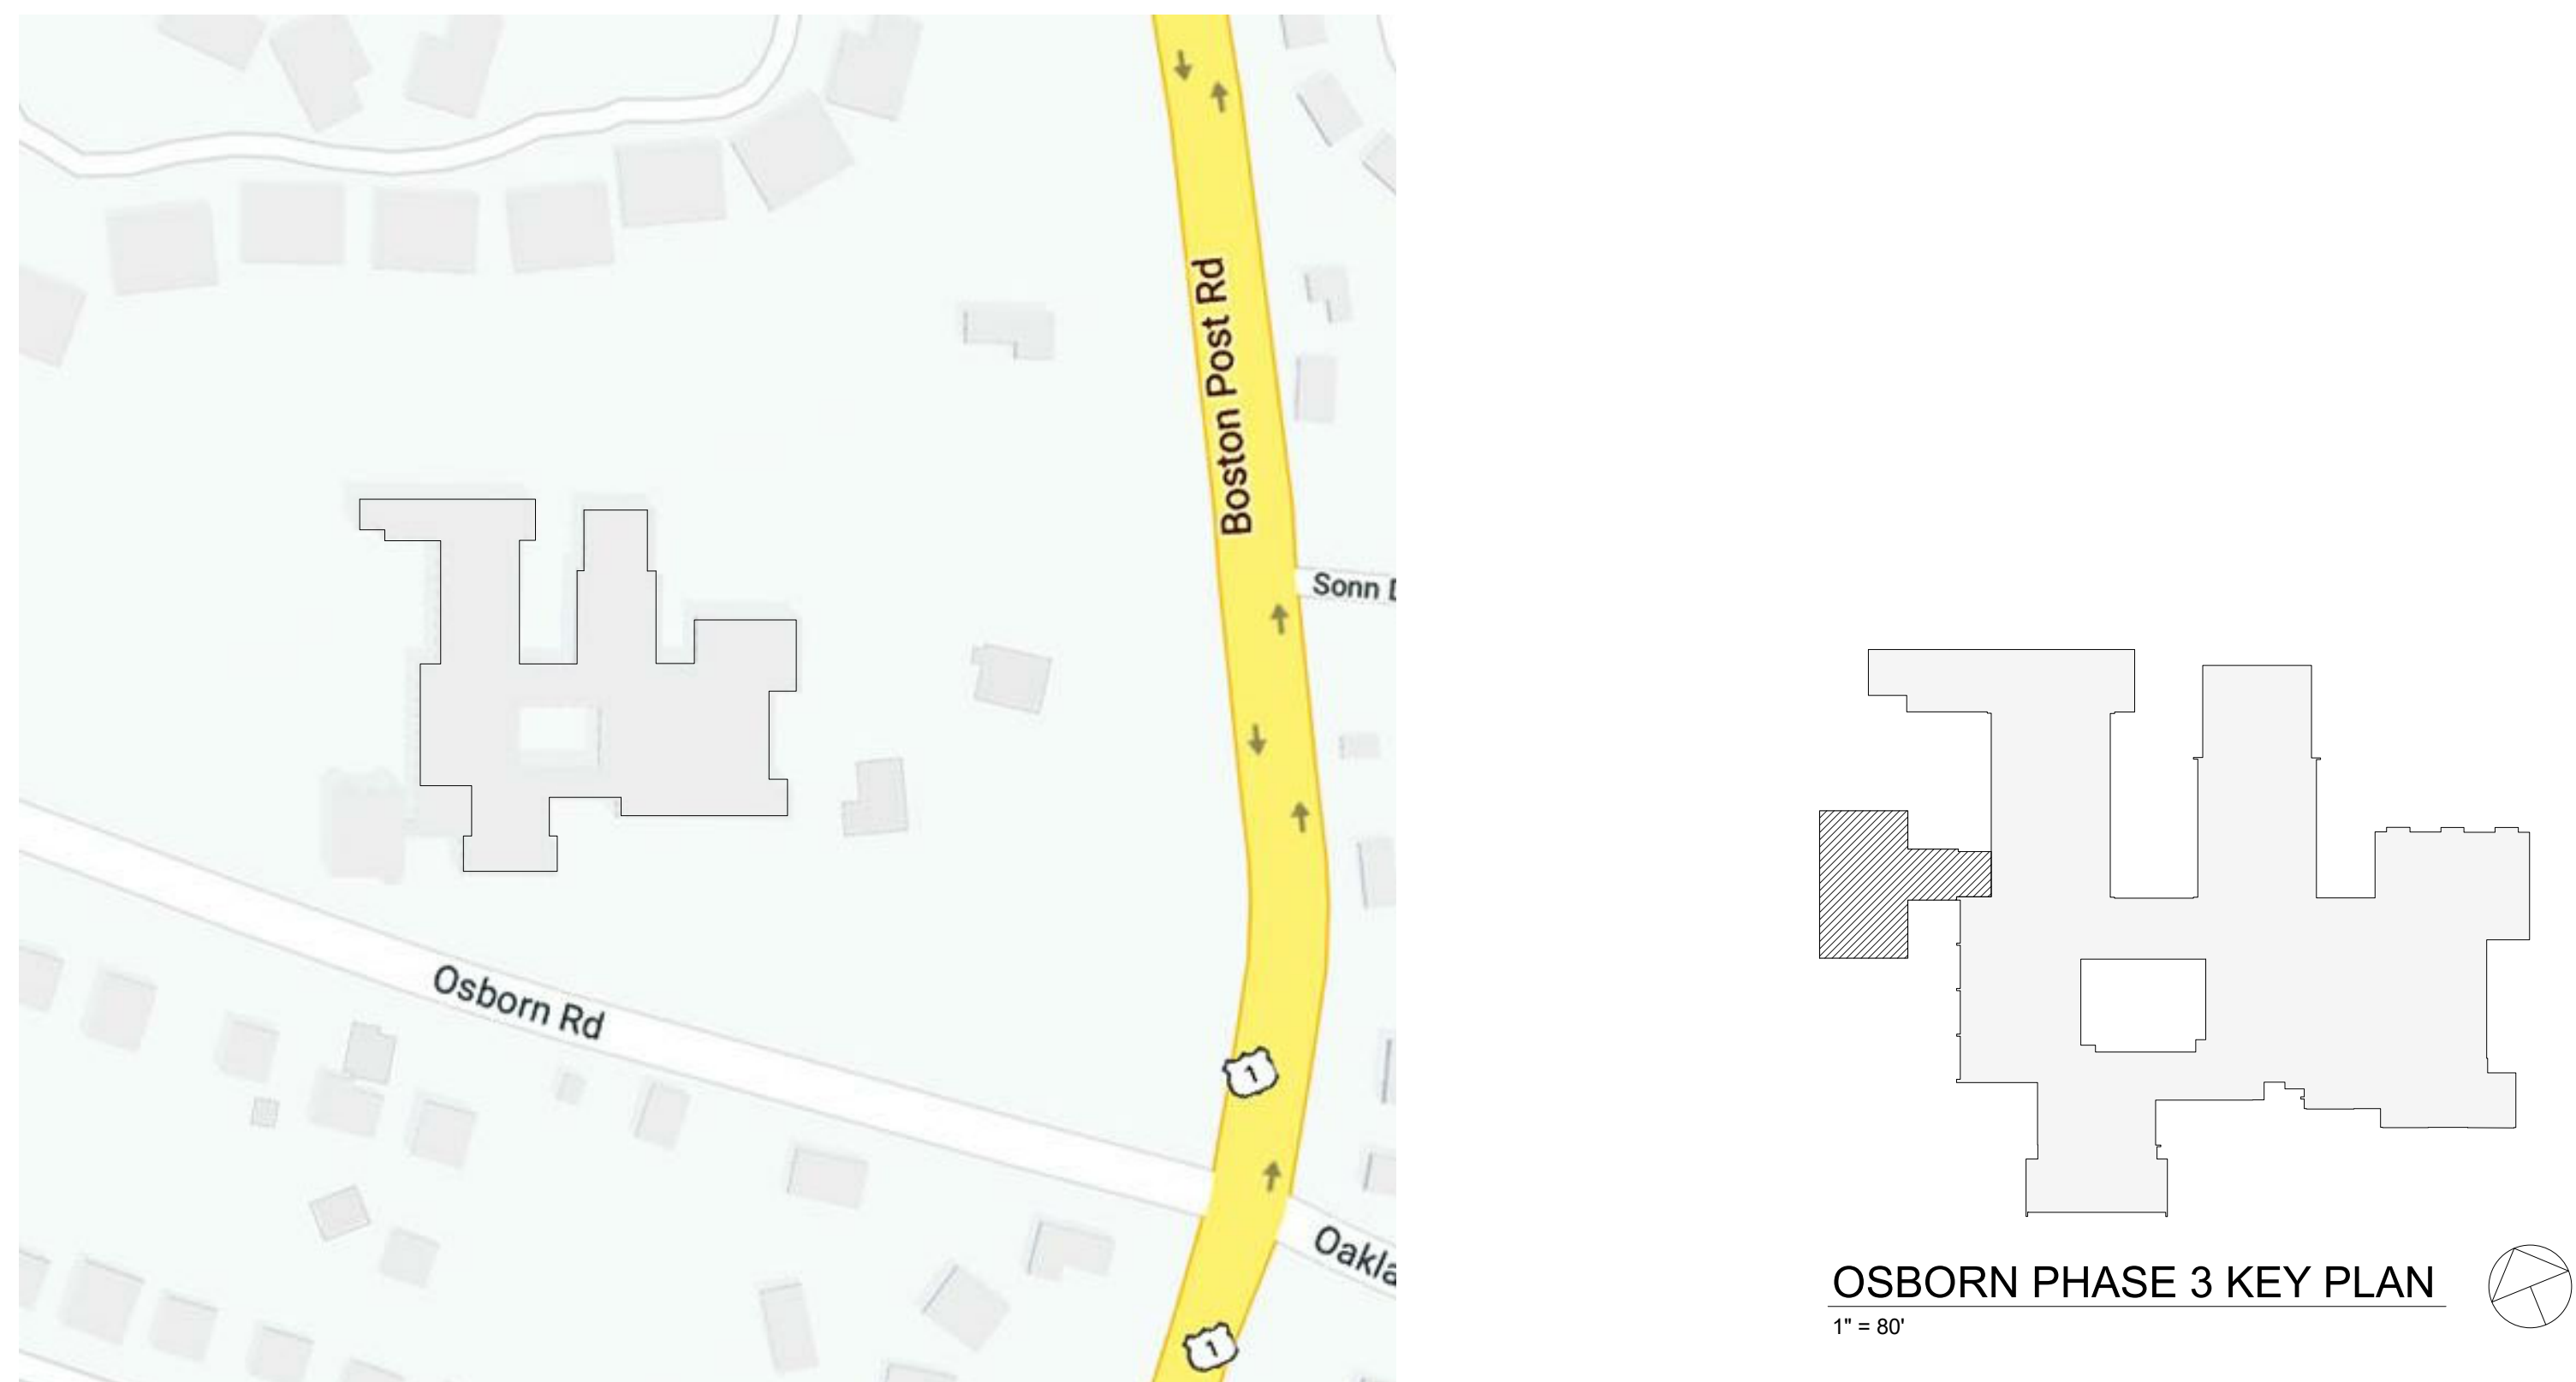 Boston Post Rd
Sonn D
Osborn Rd
1
Oakla
1
OSBORN PHASE 3 KEY PLAN
1" = 80'